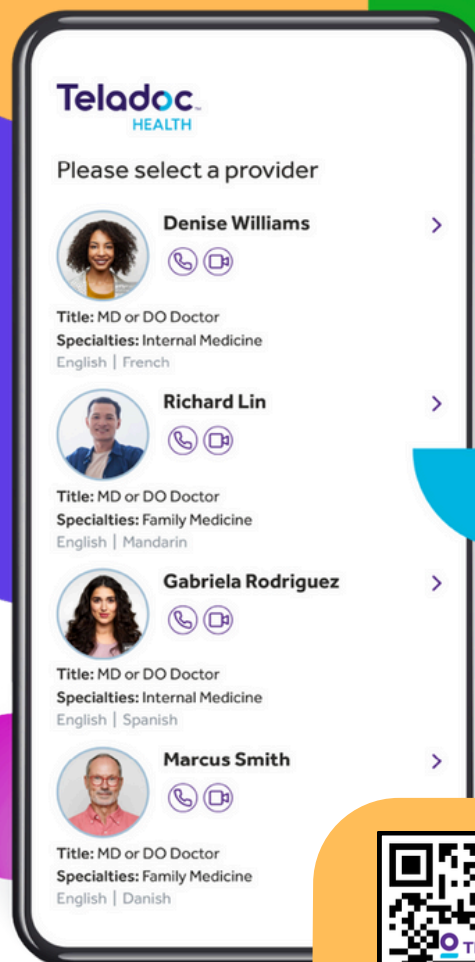 Teladoc™
HEALTH
Please select a provider
Denise Williams
Title: MD or DO Doctor
Specialties: Internal Medicine
English | French
Richard Lin
Title: MD or DO Doctor
Specialties: Family Medicine
English | Mandarin
Gabriela Rodriguez
Title: MD or DO Doctor
Specialties: Internal Medicine
English | Spanish
Marcus Smith
Title: MD or DO Doctor
Specialties: Family Medicine
English | Danish